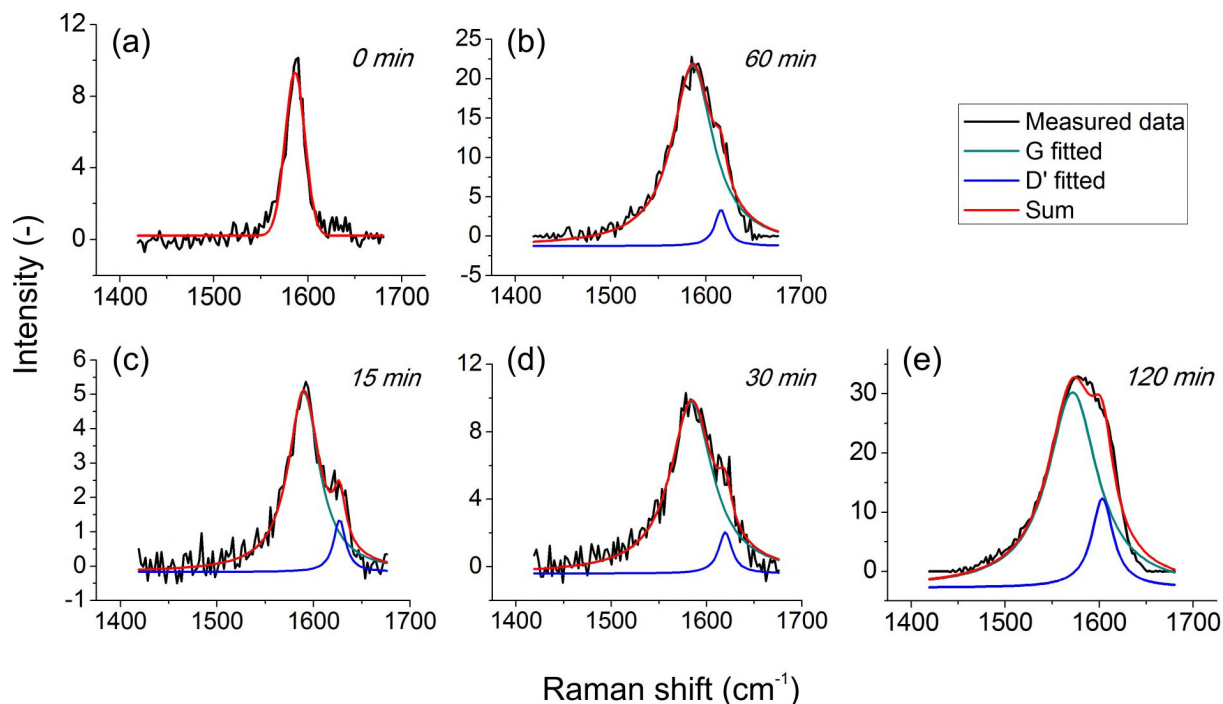 (a)
0 min
12
8
4
0
1400 1500 1600 1700
(b)
60 min
25
20
15
10
5
0
-5
1400 1500 1600 1700
Measured data
G fitted
D' fitted
Sum
Intensity (-)
(c)
15 min
6
5
4
3
2
1
0
-1
1400 1500 1600 1700
(d)
30 min
12
8
4
0
1400 1500 1600 1700
(e)
120 min
30
20
10
0
1400 1500 1600 1700
Raman shift (cm⁻¹)